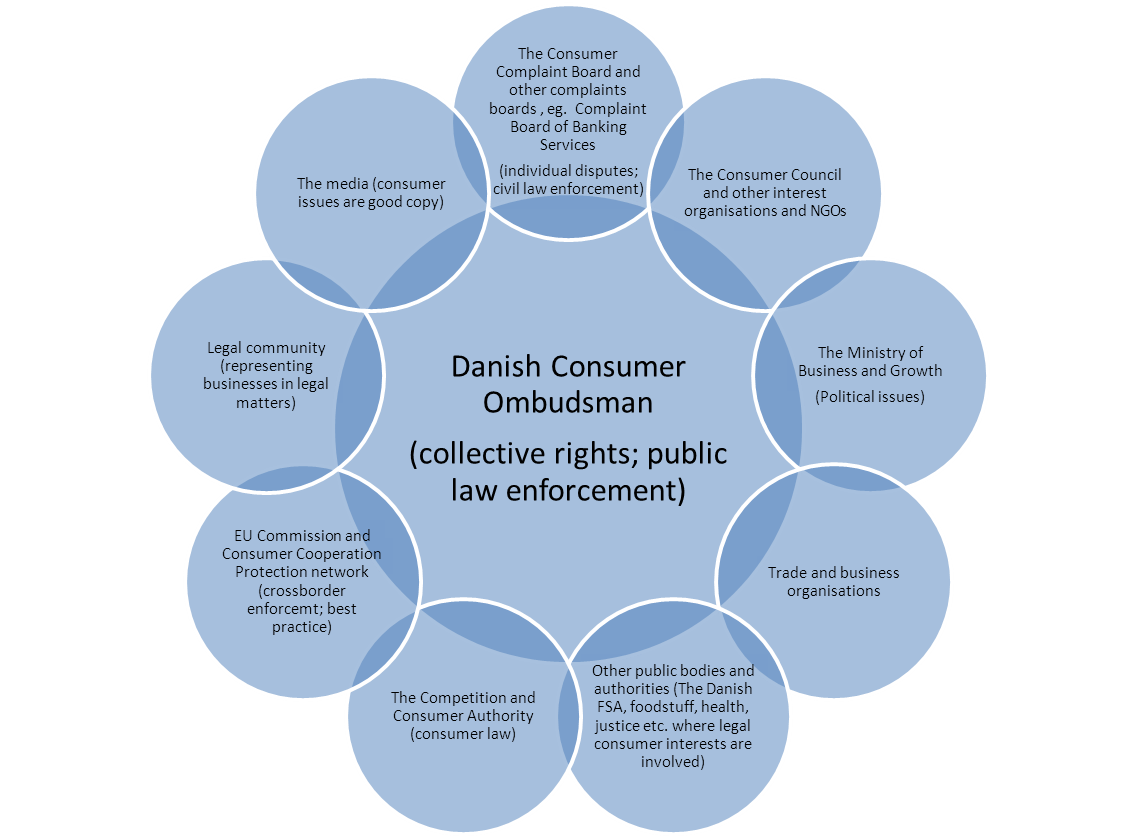 The Consumer
Complaint Board and
other complaints
boards , eg.  Complaint
Board of Banking
Services
(individual disputes;
civil law enforcement)
The Consumer Council
and other interest
organisations and NGOs
The Ministry of
Business and Growth
(Political issues)
Trade and business
organisations
Other public bodies and
authorities (The Danish
FSA, foodstuff, health,
justice etc. where legal
consumer interests are
involved)
The Competition and
Consumer Authority
(consumer law)
EU Commission and
Consumer Cooperation
Protection network
(crossborder
enforcemt; best
practice)
Legal community
(representing
businesses in legal
matters)
The media (consumer
issues are good copy)
Danish Consumer
Ombudsman
(collective rights; public
law enforcement)